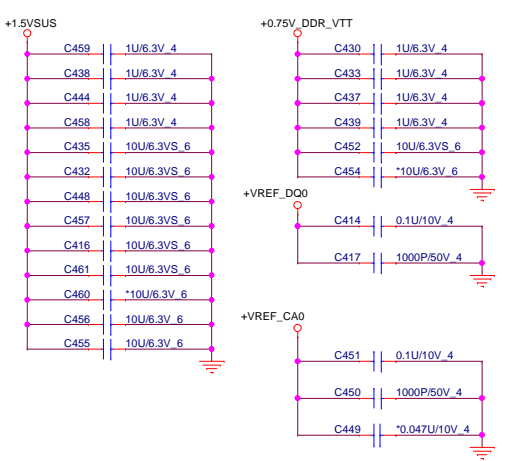 +1.5VSUS
C459 1U/6.3V_4
C438 1U/6.3V_4
C444 1U/6.3V_4
C458 1U/6.3V_4
C435 10U/6.3VS_6
C432 10U/6.3VS_6
C448 10U/6.3VS_6
C457 10U/6.3VS_6
C416 10U/6.3VS_6
C461 10U/6.3VS_6
C460 *10U/6.3V_6
C456 10U/6.3V_6
C455 10U/6.3V_6
+0.75V_DDR_VTT
C430 1U/6.3V_4
C433 1U/6.3V_4
C437 1U/6.3V_4
C439 1U/6.3V_4
C452 10U/6.3VS_6
C454 *10U/6.3V_6
+VREF_DQ0
C414 0.1U/10V_4
C417 1000P/50V_4
+VREF_CA0
C451 0.1U/10V_4
C450 1000P/50V_4
C449 *0.047U/10V_4